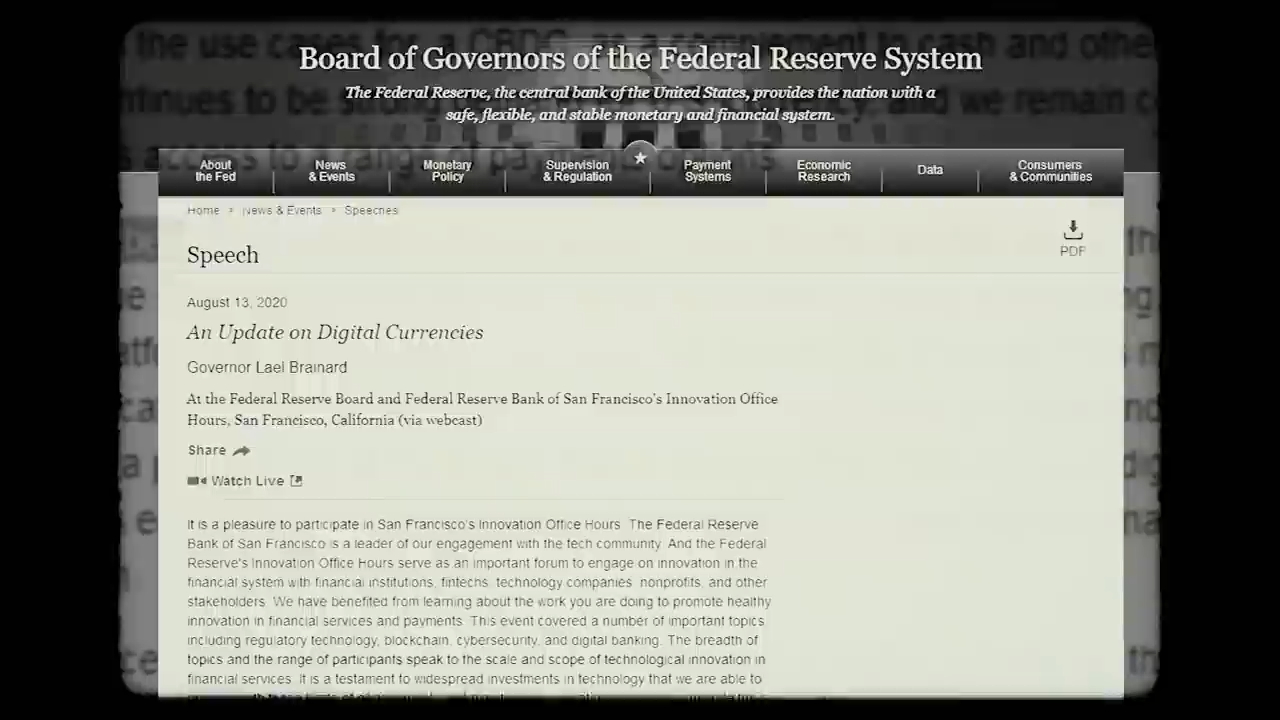 the use cases for a CBDC, as a complement to cash and othe
Board of Governors of the Federal Reserve System
The Federal Reserve, the central bank of the United States, provides the nation with a
safe, flexible, and stable monetary and financial system.
About
the Fed
News
& Events
Monetary
Policy
Supervision
& Regulation
Payment
Systems
Economic
Research
Data
Consumers
& Communities
Home > News & Events > Speeches
PDF
Speech
August 13, 2020
An Update on Digital Currencies
Governor Lael Brainard
At the Federal Reserve Board and Federal Reserve Bank of San Francisco's Innovation Office
Hours, San Francisco, California (via webcast)
Share
Watch Live
It is a pleasure to participate in San Francisco's Innovation Office Hours. The Federal Reserve
Bank of San Francisco is a leader of our engagement with the tech community. And the Federal
Reserve's Innovation Office Hours serve as an important forum to engage on innovation in the
financial system with financial institutions, fintechs, technology companies, nonprofits, and other
stakeholders. We have benefited from learning about the work you are doing to promote healthy
innovation in financial services and payments. This event covered a number of important topics
including regulatory technology, blockchain, cybersecurity, and digital banking. The breadth of
topics and the range of participants speak to the scale and scope of technological innovation in
financial services. It is a testament to widespread investments in technology that we are able to